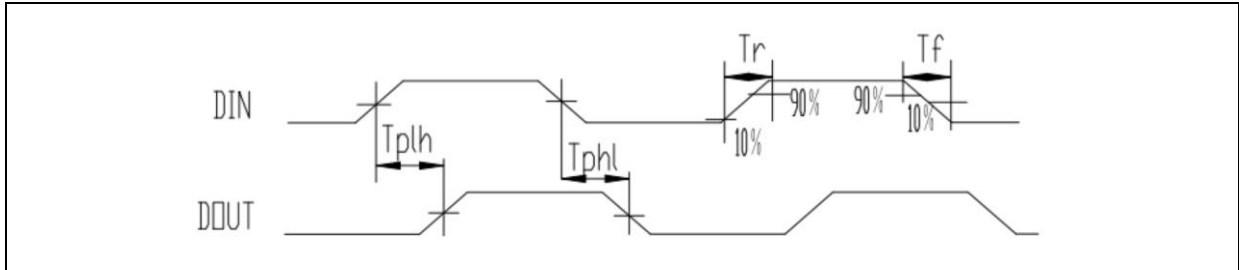 Tr Tf
DIN
90% 90%
10% 10%
Tplh Tphl
DOUT